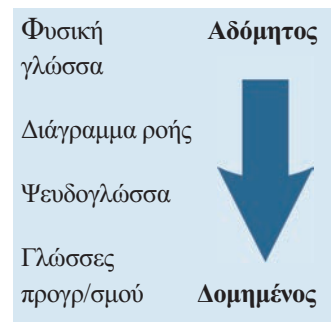 Φυσική Αδόμητος
γλώσσα
Διάγραμμα ροής
Ψευδογλώσσα
Γλώσσες
προγρ/σμού Δομημένος